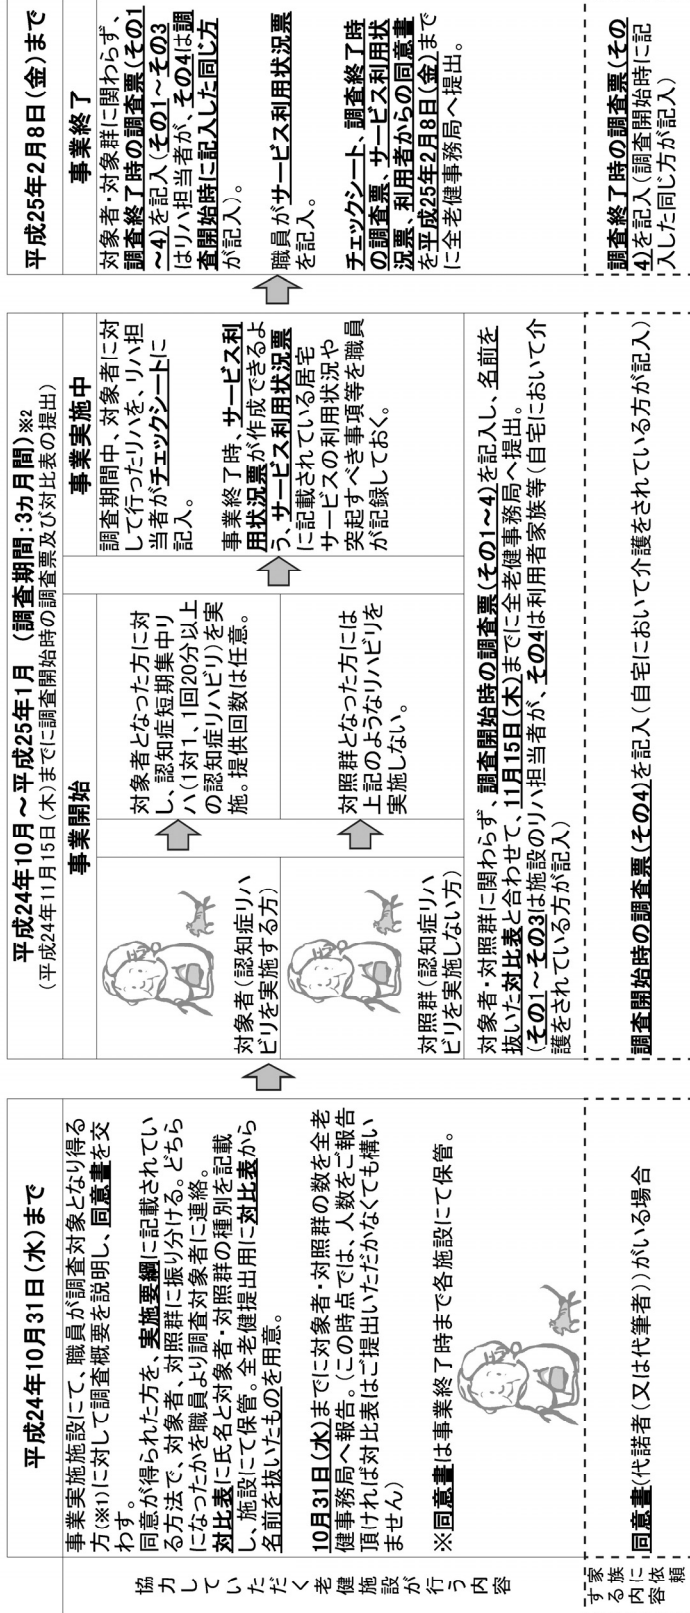 平成24年10月31日(水)まで
事業実施施設にて、職員が調査対象となり得る
方(※1)に対して調査概要を説明し、同意書を交
わす。
同意が得られた方を、実施要綱に記載されてい
る方法で、対象者、対照群に振り分ける。どちら
になったかを職員より調査対象者に連絡。
対比表に氏名と対象者・対照群の種別を記載
し、施設にて保管。全老健提出用に対比表から
名前を抜いたものを用意。
10月31日(水)までに対象者・対照群の数を全老
健事務局へ報告。(この時点では、人数をご報告
頂ければ対比表はご提出いただかなくても構い
ません)
※同意書は事業終了時まで各施設にて保管。
協力していただく老健施設が行う内容
平成24年10月～平成25年1月 (調査期間:3カ月間)※2
(平成24年11月15日(木)までに調査開始時の調査票及び対比表の提出)
事業開始
対象者(認知症リハ
ビリを実施する方)
対象者となった方に対
し、認知症短期集中リ
ハ(1対1、1回20分以上
の認知症リハビリ)を実
施。提供回数は任意。
対照群(認知症リハ
ビリを実施しない方)
対照群となった方には
上記のようなリハビリを
実施しない。
事業実施中
調査期間中、対象者に対
して行ったリハを、リハ担
当者がチェックシートに
記入。
事業終了時、サービス利
用状況票が作成できるよ
う、サービス利用状況票
に記載されている居宅
サービスの利用状況や
突起すべき事項等を職員
が記録しておく。
対象者・対照群に関わらず、調査開始時の調査票(その1～4)を記入し、名前を
抜いた対比表と合わせて、11月15日(木)までに全老健事務局へ提出。
(その1～その3は施設のリハ担当者が、その4は利用者家族等(自宅において介
護をされている方が記入)
平成25年2月8日(金)まで
事業終了
対象者・対象群に関わらず、
調査終了時の調査票(その1
～4)を記入(その1～その3
はリハ担当者が、その4は調
査開始時に記入した同じ方
が記入)。
職員がサービス利用状況票
を記入。
チェックシート、調査終了時
の調査票、サービス利用状
況票、利用者からの同意書
を平成25年2月8日(金)まで
に全老健事務局へ提出。
家族に依頼
する内容
同意書(代諾者(又は代筆者))がいる場合
調査開始時の調査票(その4)を記入(自宅において介護をされている方が記入)
調査終了時の調査票(その
4)を記入(調査開始時に記
入した同じ方が記入)